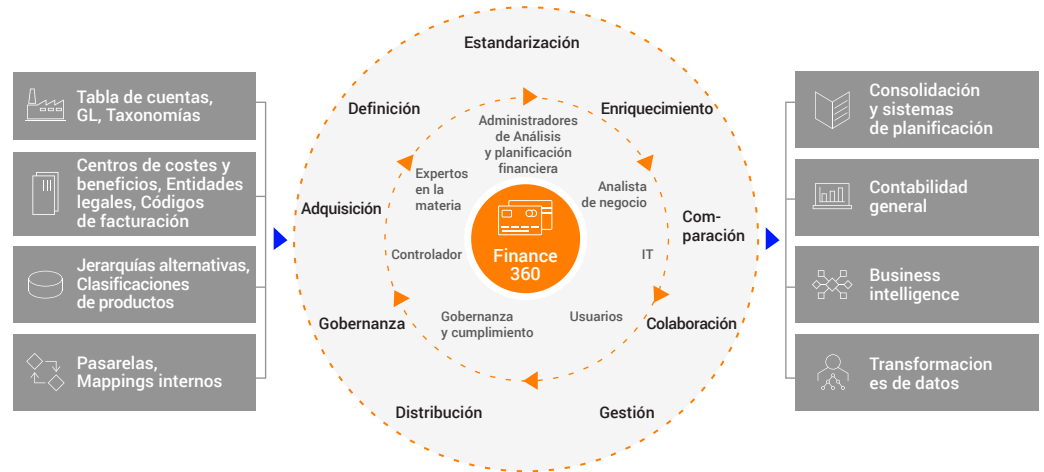 Tabla de cuentas,
GL, Taxonomías
Centros de costes y
beneficios, Entidades
legales, Códigos
de facturación
Jerarquías alternativas,
Clasificaciones
de productos
Pasarelas,
Mappings internos
Estandarización
Definición
Enriquecimiento
Adquisición
Com-
paración
Gobernanza
Colaboración
Distribución
Gestión
Administradores
de Análisis
y planificación
financiera
Expertos
en la
materia
Analista
de negocio
Controlador
IT
Gobernanza
y cumplimiento
Usuarios
Finance
360
Consolidación
y sistemas
de planificación
Contabilidad
general
Business
intelligence
Transformacion
es de datos